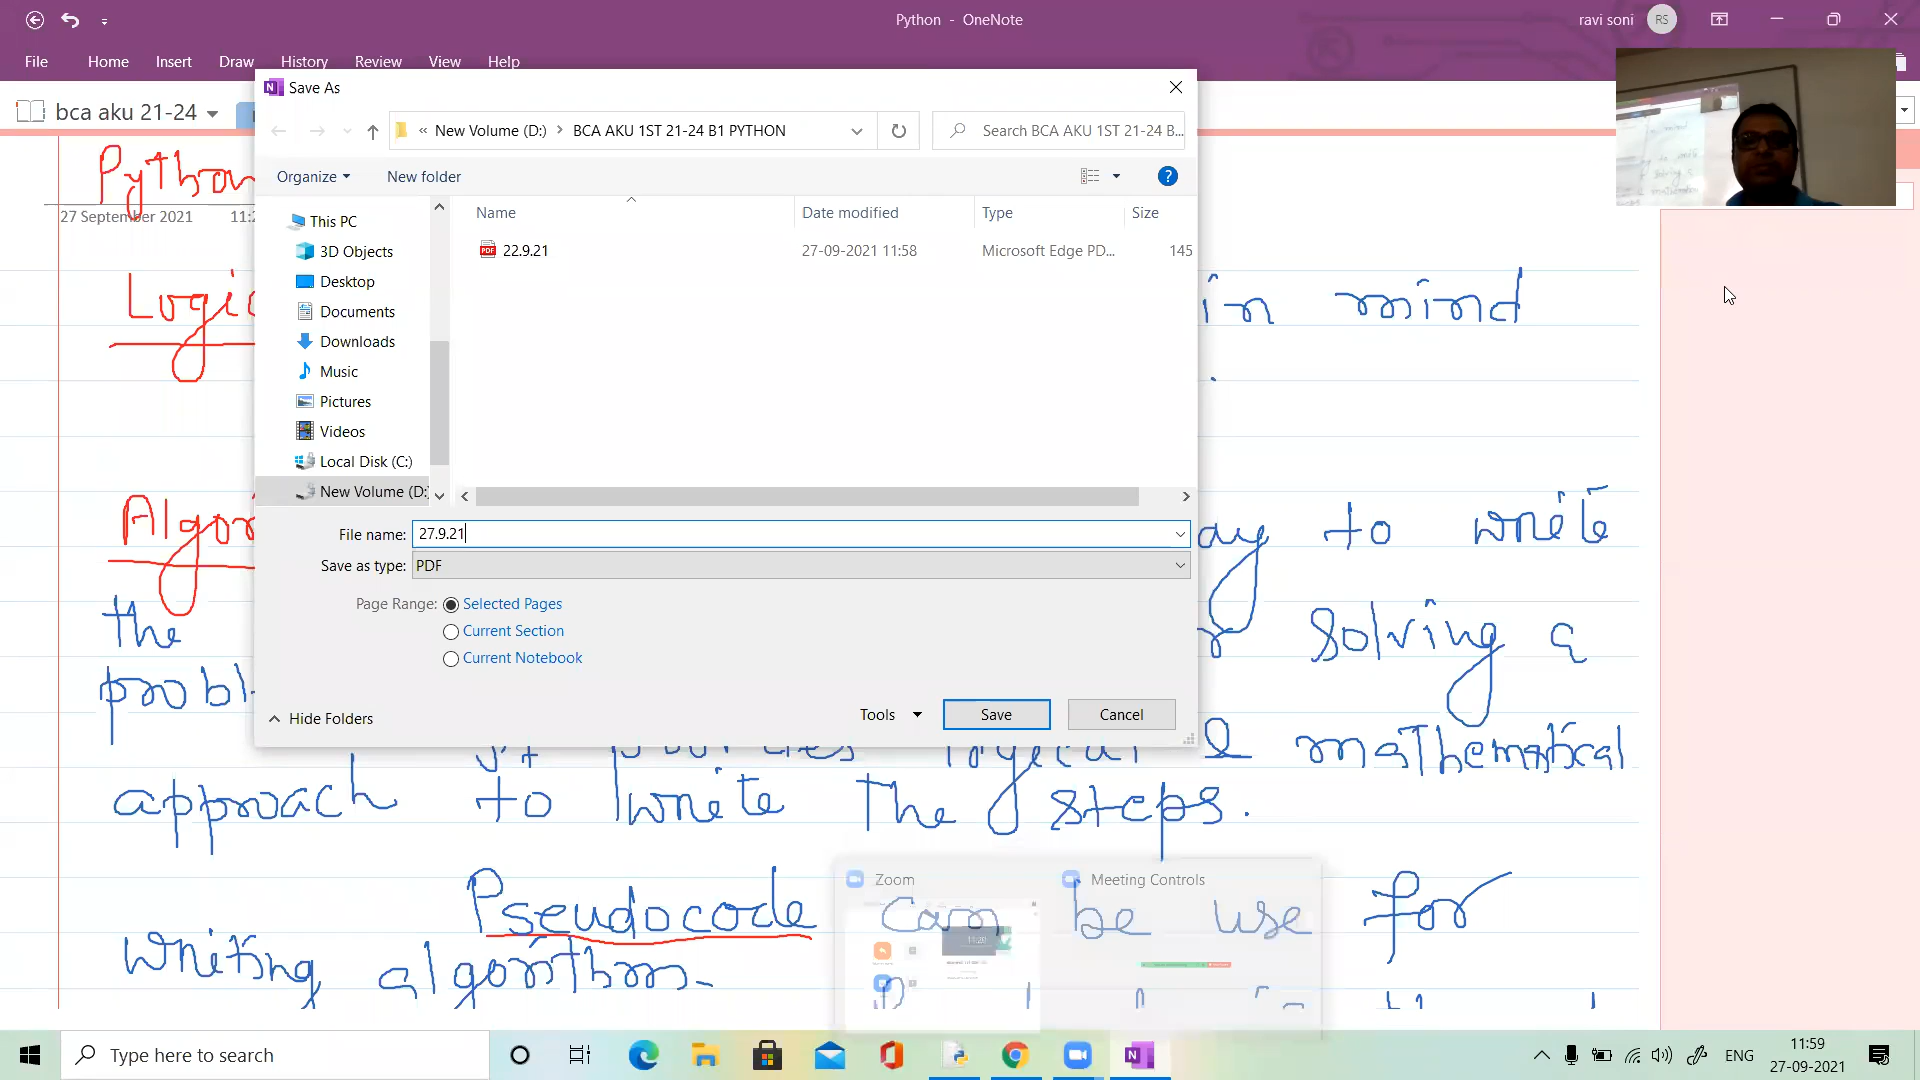 Python - OneNote
ravi soni RS
File Home Insert Draw History Review View Help
bca aku 21-24
Save As
« New Volume (D:) > BCA AKU 1ST 21-24 B1 PYTHON
Search BCA AKU 1ST 21-24 B...
Organize New folder
Name Date modified Type Size
22.9.21 27-09-2021 11:58 Microsoft Edge PD... 145
This PC
3D Objects
Desktop
Documents
Downloads
Music
Pictures
Videos
Local Disk (C:)
New Volume (D:
File name: 27.9.21
Save as type: PDF
Page Range: Selected Pages
Current Section
Current Notebook
Hide Folders
Tools Save Cancel
Python
27 September 2021
Logic in mind
to write
the solving a
mathematical
approach to write the steps.
Pseudocode can be use for
writing algorithm.
Zoom Meeting Controls
Type here to search
ENG
11:59
27-09-2021